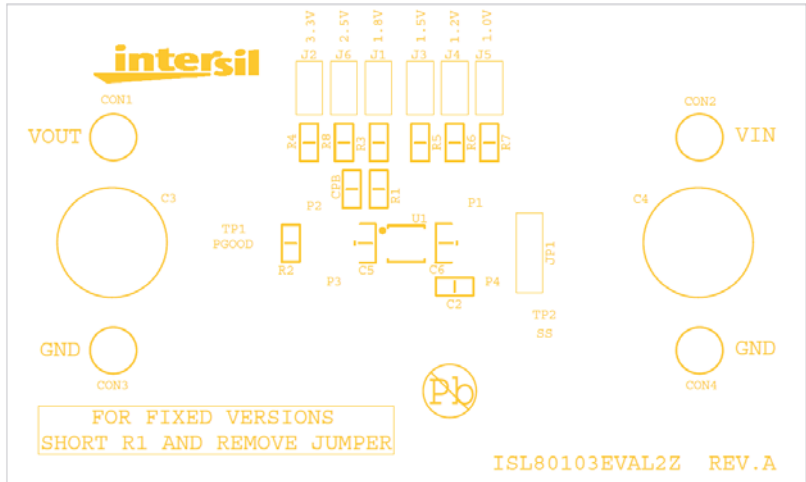 3.3V 2.5V 1.8V 1.5V 1.2V 1.0V
intersil
J2 J6 J1 J3 J4 J5
CON1
CON2
VOUT
VIN
R4 R8 R3 R5 R6 R7
CPB R1
C3
C4
P2
P1
U1
TP1
PGOOD
JP1
R2
C5
C6
P3
P4
C2
TP2
SS
GND
GND
CON3
CON4
Pb
FOR FIXED VERSIONS
SHORT R1 AND REMOVE JUMPER
ISL80103EVAL2Z REV.A